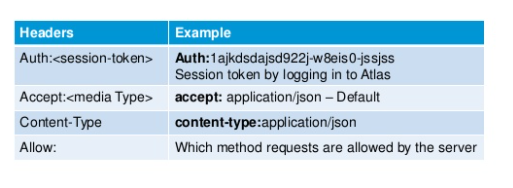 Headers Example
Auth:<session-token> Auth:1ajkdsdajsd922j-w8eis0-jssjss
Session token by logging in to Atlas
Accept:<media Type> accept: application/json – Default
Content-Type content-type:application/json
Allow: Which method requests are allowed by the server